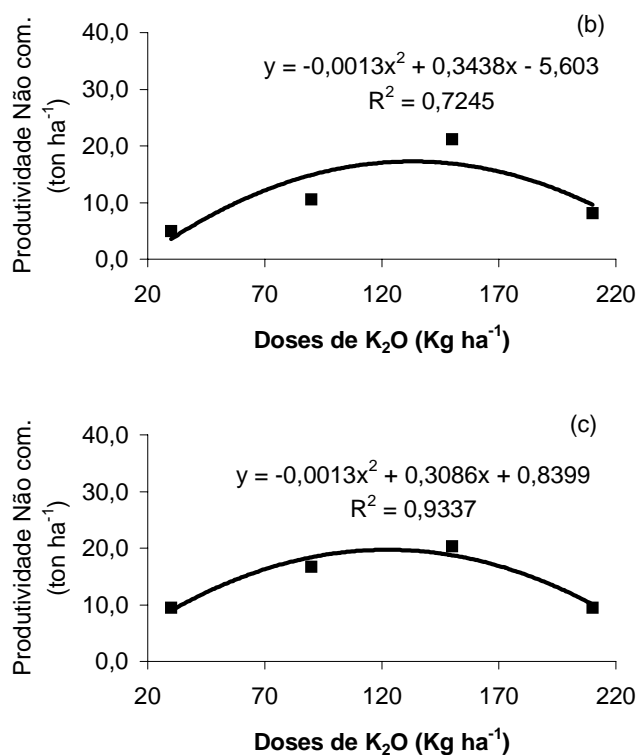 (b)
40,0
30,0
20,0
10,0
0,0
Produtividade Não com.
(ton ha⁻¹)
y = -0,0013x² + 0,3438x - 5,603
R² = 0,7245
20 70 120 170 220
Doses de K₂O (Kg ha⁻¹)
(c)
40,0
30,0
20,0
10,0
0,0
Produtividade Não com.
(ton ha⁻¹)
y = -0,0013x² + 0,3086x + 0,8399
R² = 0,9337
20 70 120 170 220
Doses de K₂O (Kg ha⁻¹)